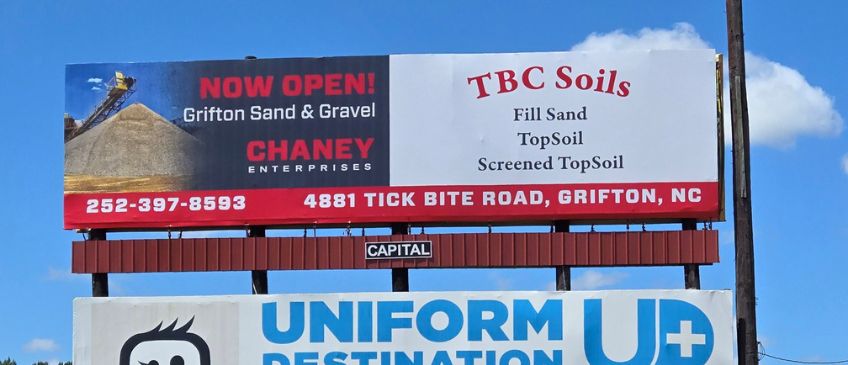 NOW OPEN!
Grifton Sand & Gravel
CHANEY
ENTERPRISES
TBC Soils
Fill Sand
TopSoil
Screened TopSoil
252-397-8593
4881 TICK BITE ROAD, GRIFTON, NC
CAPITAL
UNIFORM
DESTINATION
UD